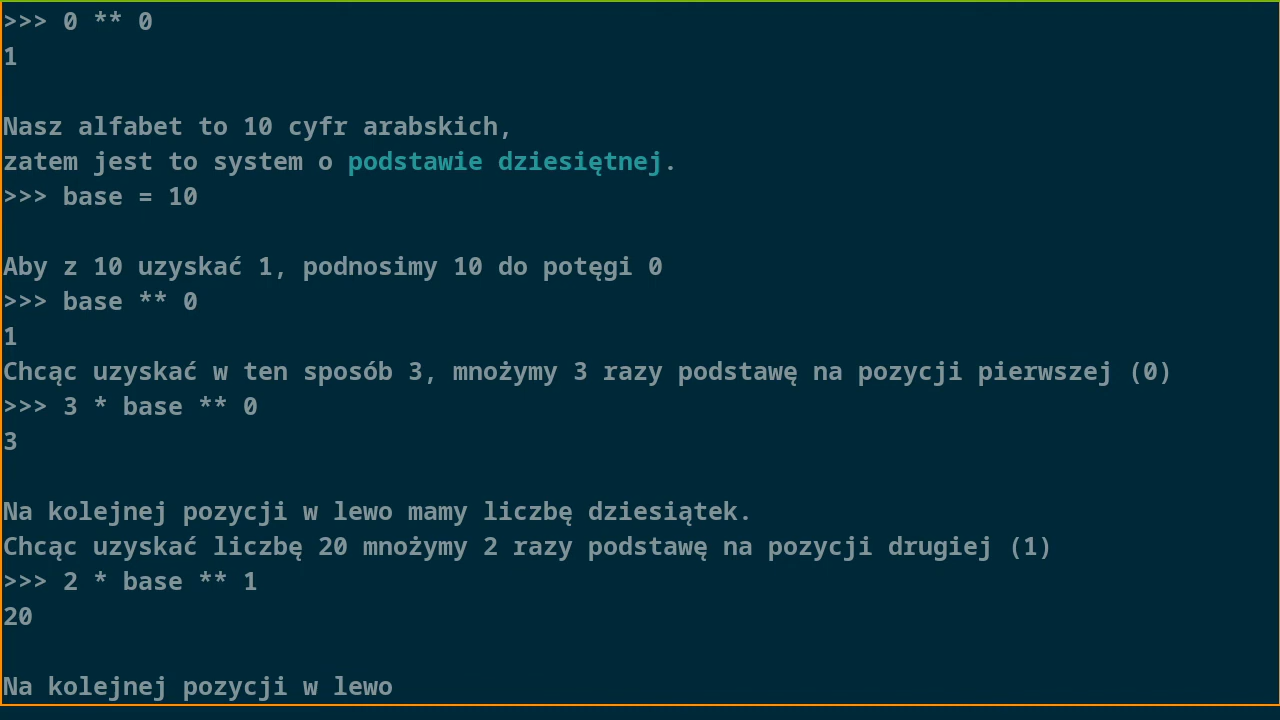 >>> 0 ** 0
1
Nasz alfabet to 10 cyfr arabskich,
zatem jest to system o podstawie dziesiętnej.
>>> base = 10
Aby z 10 uzyskać 1, podnosimy 10 do potęgi 0
>>> base ** 0
1
Chcąc uzyskać w ten sposób 3, mnożymy 3 razy podstawę na pozycji pierwszej (0)
>>> 3 * base ** 0
3
Na kolejnej pozycji w lewo mamy liczbę dziesiątek.
Chcąc uzyskać liczbę 20 mnożymy 2 razy podstawę na pozycji drugiej (1)
>>> 2 * base ** 1
20
Na kolejnej pozycji w lewo